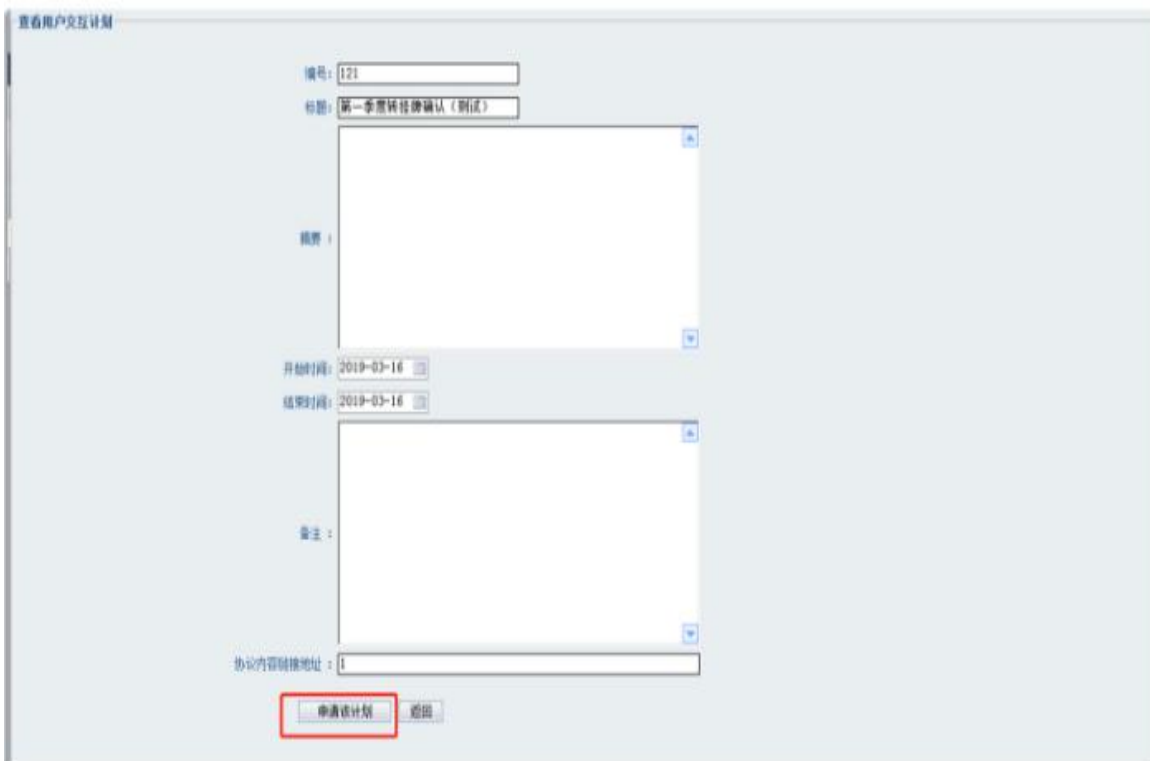 查看用户交互计划
编号: 121
标题: 第一季度转挂牌确认（测试）
摘要 :
开始时间: 2019-03-16
结束时间: 2019-03-16
备注 :
协议内容链接地址 : 1
申请该计划 返回